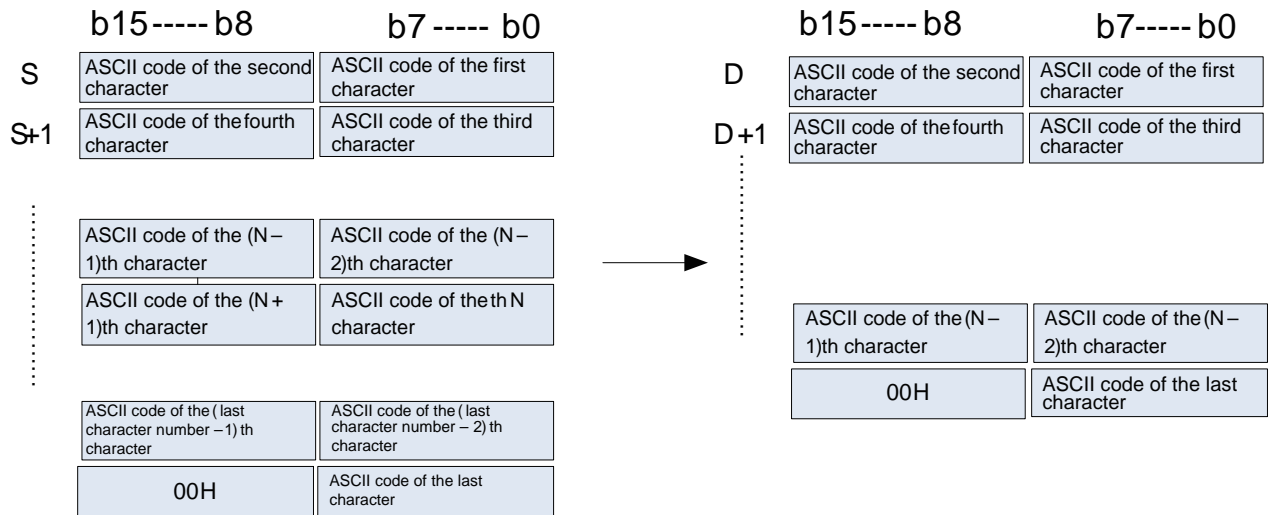 b15-----b8 b7-----b0
S
ASCII code of the second
character
ASCII code of the first
character
S+1
ASCII code of the fourth
character
ASCII code of the third
character
ASCII code of the (N–
1)th character
ASCII code of the (N–
2)th character
ASCII code of the (N+
1)th character
ASCII code of the th N
character
ASCII code of the (last
character number –1) th
character
ASCII code of the (last
character number – 2) th
character
00H
ASCII code of the last
character
b15-----b8 b7-----b0
D
ASCII code of the second
character
ASCII code of the first
character
D+1
ASCII code of the fourth
character
ASCII code of the third
character
ASCII code of the (N–
1)th character
ASCII code of the (N–
2)th character
00H
ASCII code of the last
character